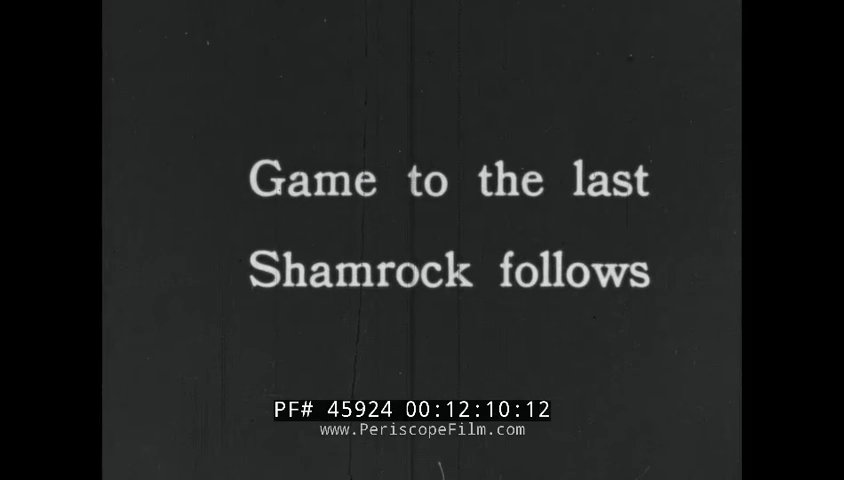 Game to the last
Shamrock follows
PF# 45924 00:12:10:12
www.PeriscopeFilm.com